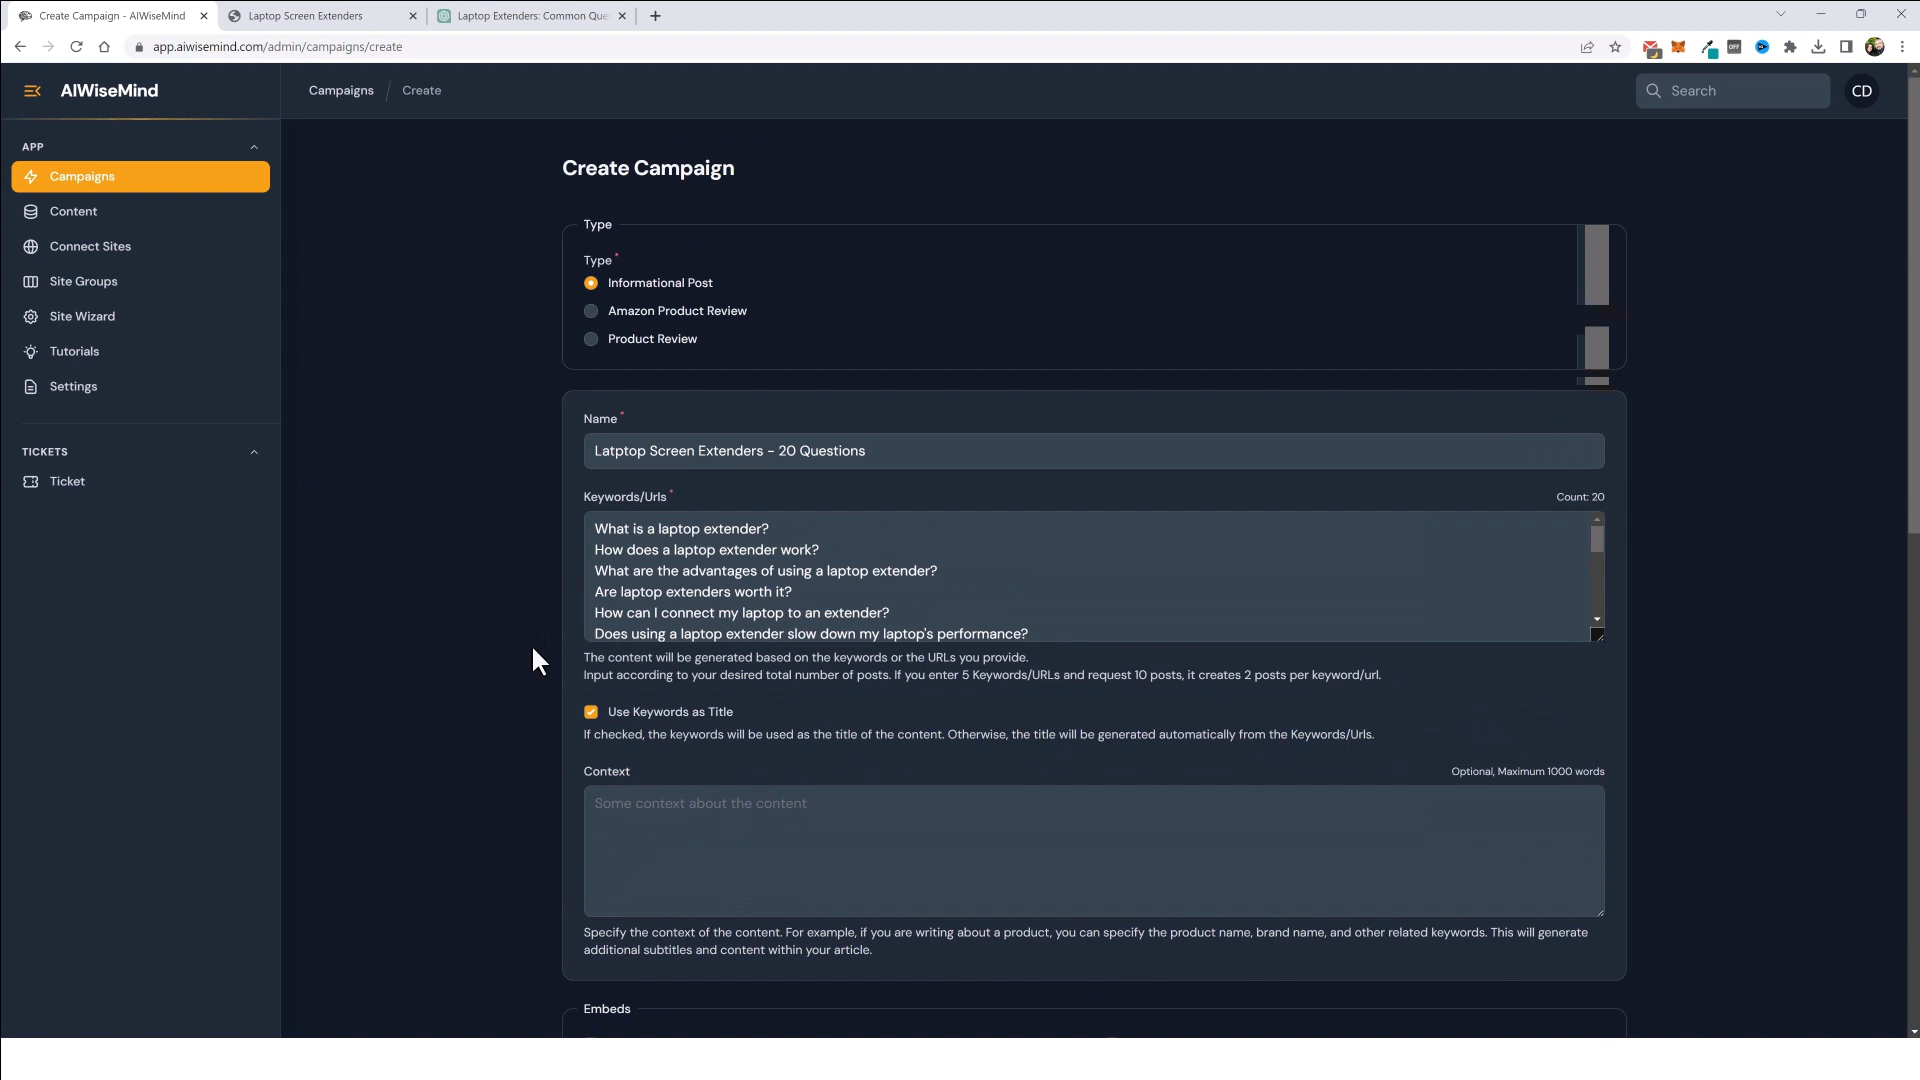 Create Campaign - AIWiseMind
Laptop Screen Extenders
Laptop Extenders: Common Que
app.aiwisemind.com/admin/campaigns/create
OFF
AIWiseMind
Campaigns / Create
Search
CD
APP
Campaigns
Content
Connect Sites
Site Groups
Site Wizard
Tutorials
Settings
TICKETS
Ticket
Create Campaign
Type
Type*
Informational Post
Amazon Product Review
Product Review
Name*
Latptop Screen Extenders - 20 Questions
Keywords/Urls*
Count: 20
What is a laptop extender?
How does a laptop extender work?
What are the advantages of using a laptop extender?
Are laptop extenders worth it?
How can I connect my laptop to an extender?
Does using a laptop extender slow down my laptop's performance?
The content will be generated based on the keywords or the URLs you provide.
Input according to your desired total number of posts. If you enter 5 Keywords/URLs and request 10 posts, it creates 2 posts per keyword/url.
Use Keywords as Title
If checked, the keywords will be used as the title of the content. Otherwise, the title will be generated automatically from the Keywords/Urls.
Context
Optional, Maximum 1000 words
Some context about the content
Specify the context of the content. For example, if you are writing about a product, you can specify the product name, brand name, and other related keywords. This will generate
additional subtitles and content within your article.
Embeds